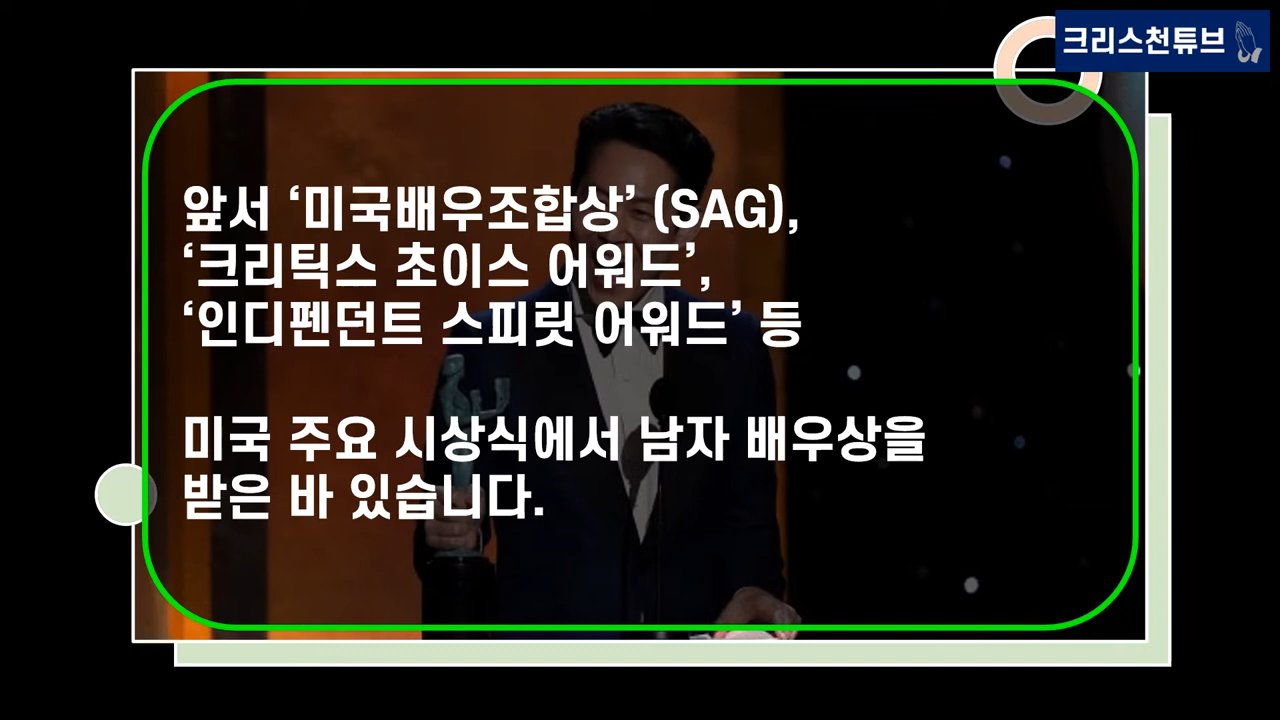 크리스천튜브
앞서 ‘미국배우조합상’ (SAG),
‘크리틱스 초이스 어워드’,
‘인디펜던트 스피릿 어워드’ 등
미국 주요 시상식에서 남자 배우상을
받은 바 있습니다.